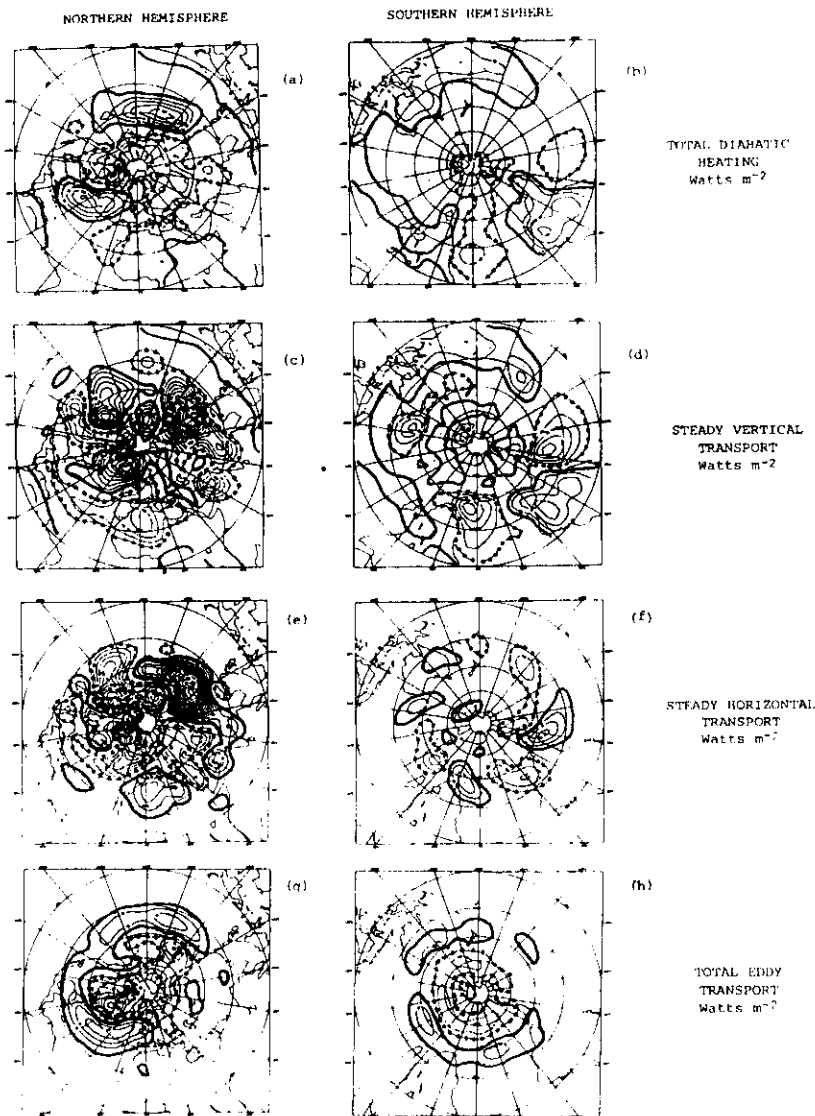 NORTHERN HEMISPHERE
SOUTHERN HEMISPHERE
(a)
(b)
TOTAL DIABATIC
HEATING
Watts m⁻²
(c)
(d)
STEADY VERTICAL
TRANSPORT
Watts m⁻²
(e)
(f)
STEADY HORIZONTAL
TRANSPORT
Watts m⁻²
(g)
(h)
TOTAL EDDY
TRANSPORT
Watts m⁻²